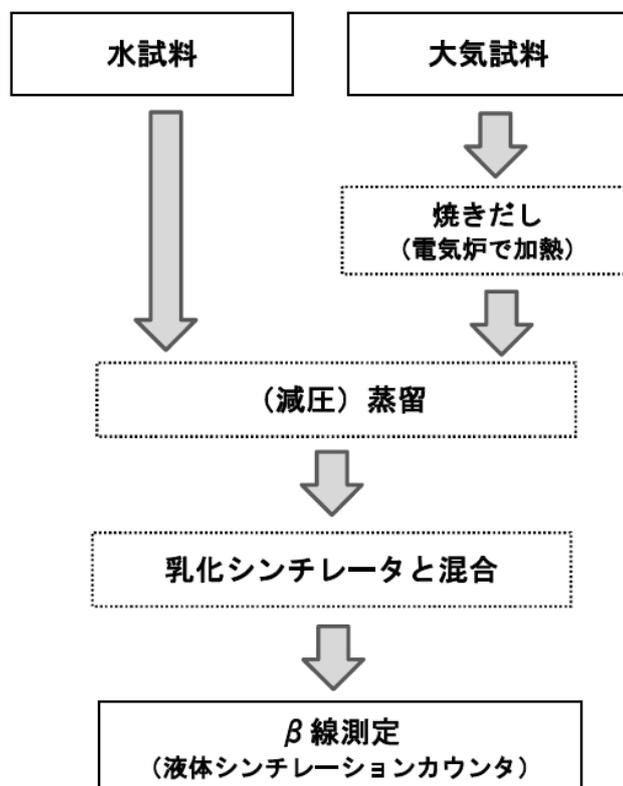 水試料
大気試料
焼きだし
（電気炉で加熱）
（減圧）蒸留
乳化シンチレータと混合
β線測定
（液体シンチレーションカウンタ）